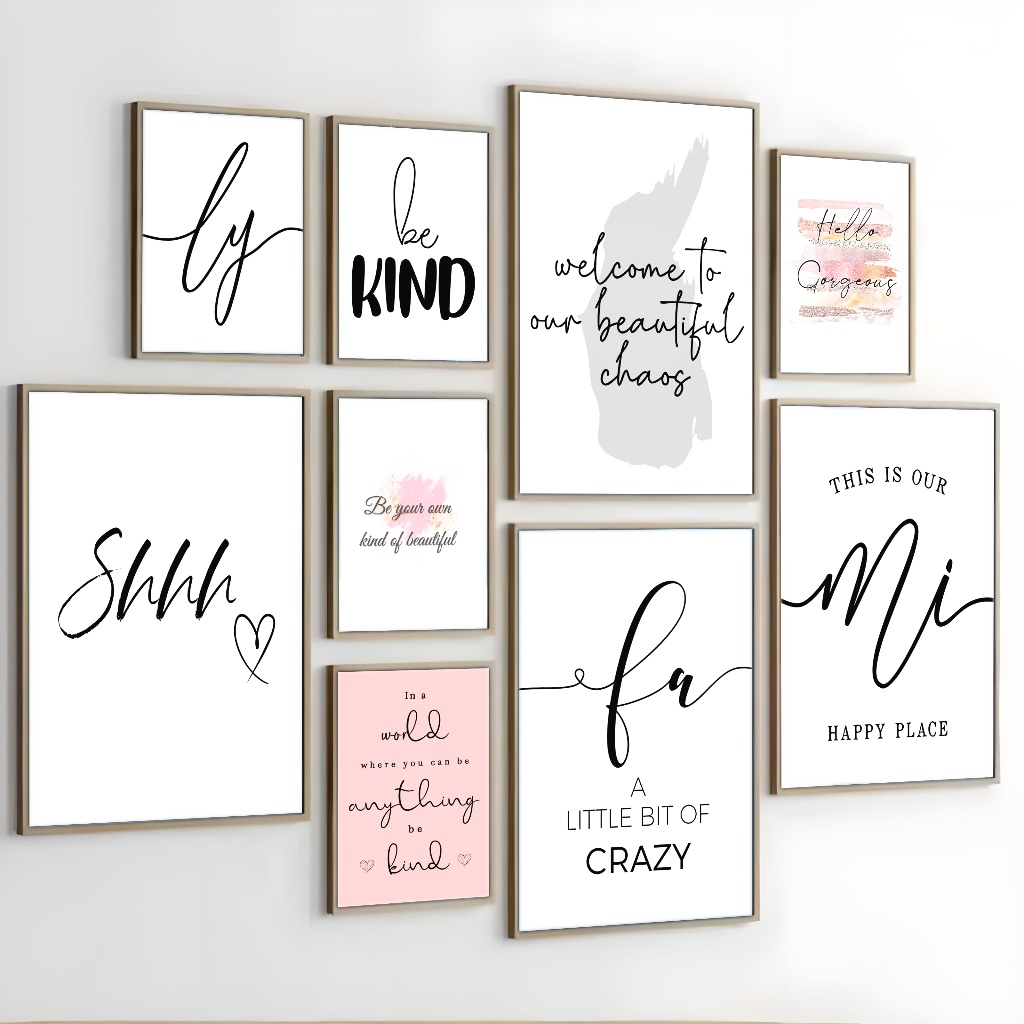 ly
be
KIND
welcome to
our beautiful
chaos
Hello
Gorgeous
Shhh
Be your own
kind of beautiful
In a
world
where you can be
anything
be
kind
fa
A
LITTLE BIT OF
CRAZY
THIS IS OUR
mi
HAPPY PLACE